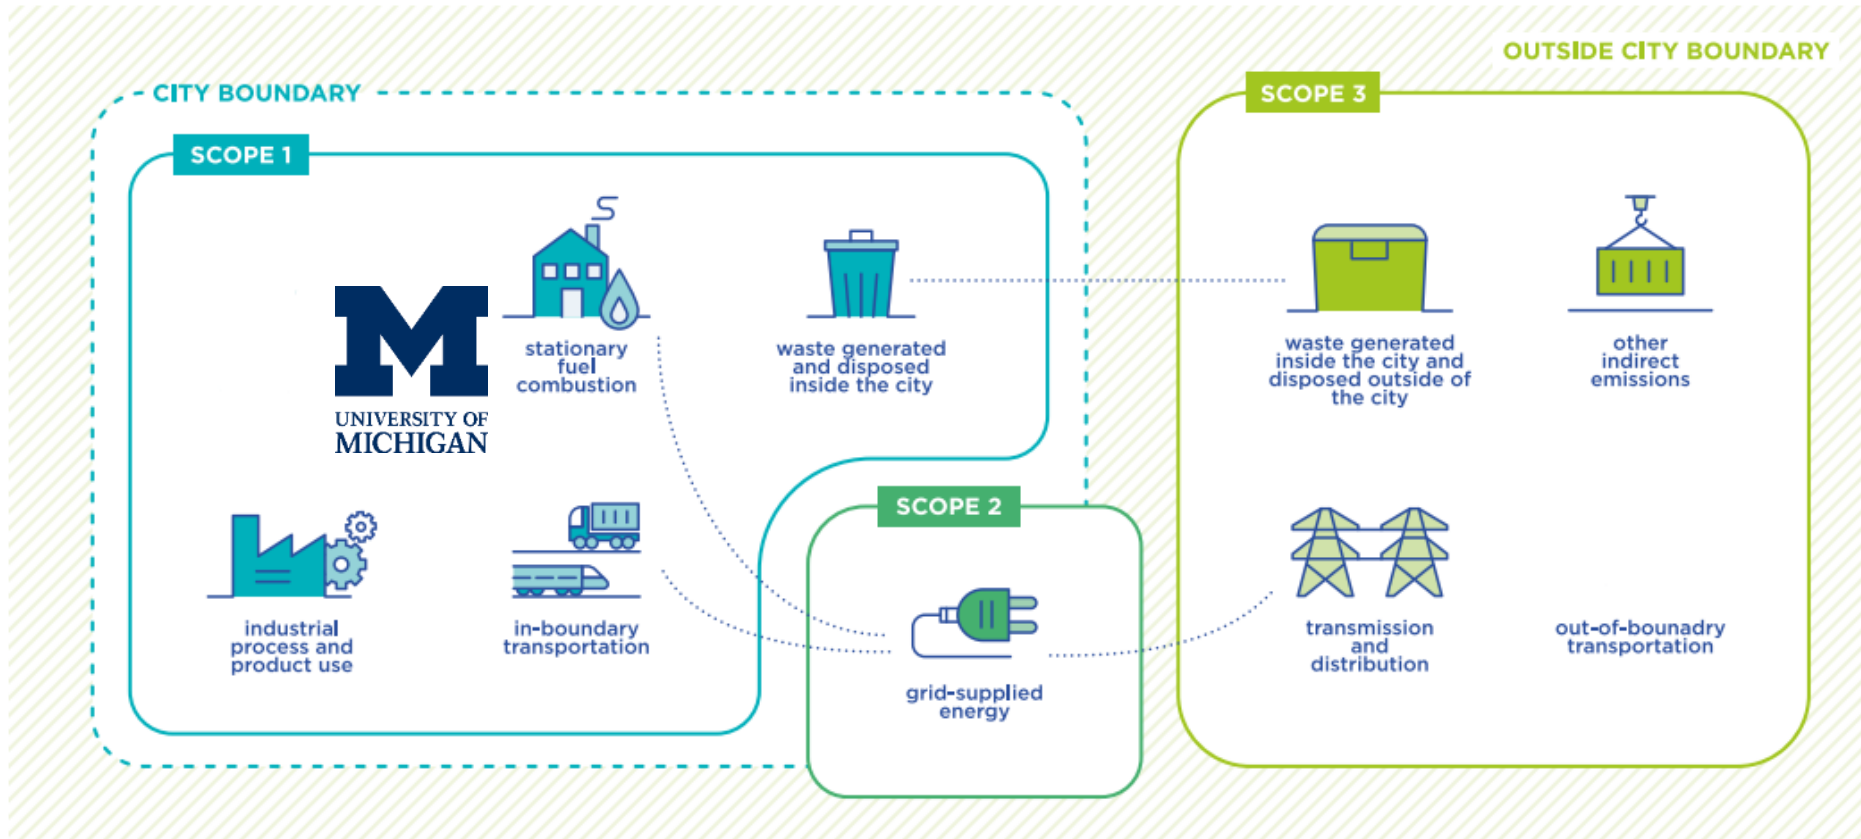 OUTSIDE CITY BOUNDARY
CITY BOUNDARY
SCOPE 1
stationary
fuel
combustion
waste generated
and disposed
inside the city
UNIVERSITY OF
MICHIGAN
industrial
process and
product use
in-boundary
transportation
SCOPE 2
grid-supplied
energy
SCOPE 3
waste generated
inside the city and
disposed outside of
the city
other
indirect
emissions
transmission
and
distribution
out-of-bounadry
transportation